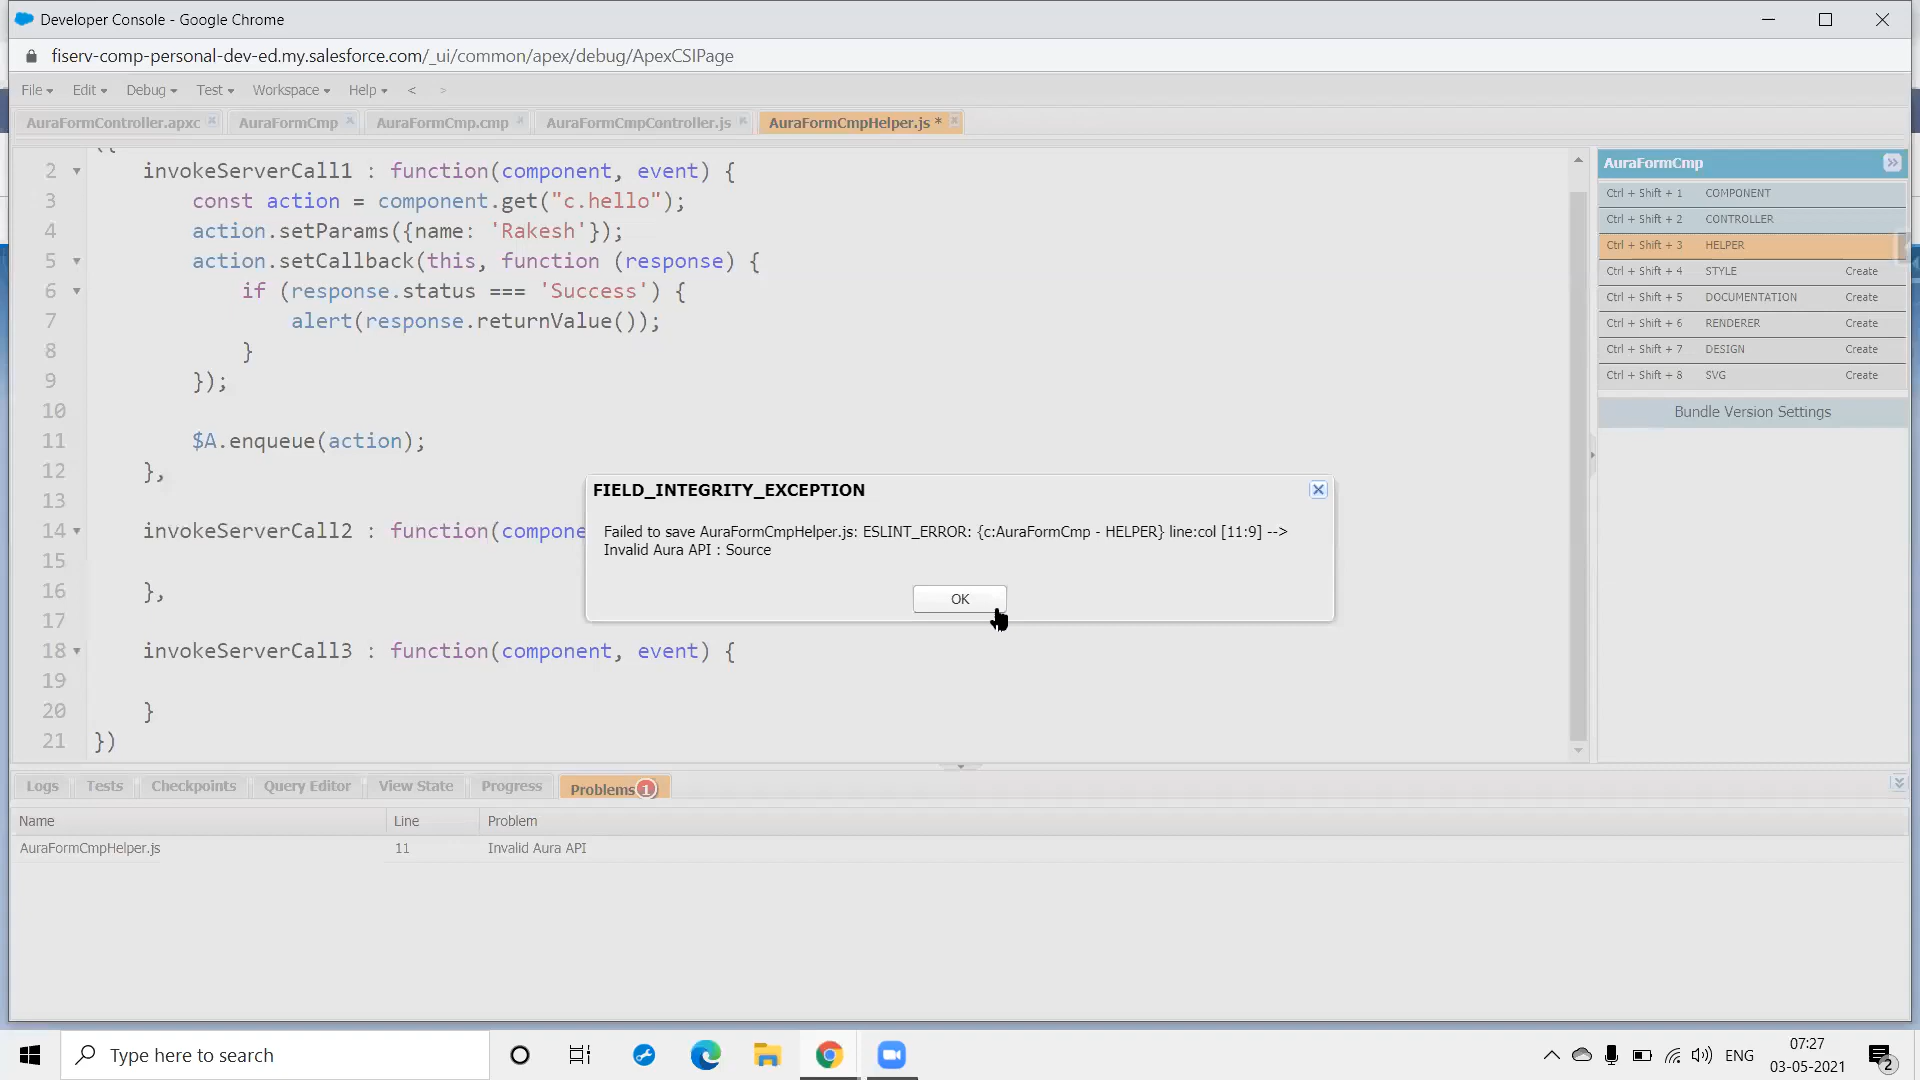 Developer Console - Google Chrome
fiserv-comp-personal-dev-ed.my.salesforce.com/_ui/common/apex/debug/ApexCSIPage
File Edit Debug Test Workspace Help < >
AuraFormController.apxc AuraFormCmp AuraFormCmp.cmp AuraFormCmpController.js AuraFormCmpHelper.js *
({
2 invokeServerCall1 : function(component, event) {
3 const action = component.get("c.hello");
4 action.setParams({name: 'Rakesh'});
5 action.setCallback(this, function (response) {
6 if (response.status === 'Success') {
7 alert(response.returnValue());
8 }
9 });
10
11 $A.enqueue(action);
12 },
13
14 invokeServerCall2 : function(compone
15
16 },
17
18 invokeServerCall3 : function(component, event) {
19
20 }
21 })
AuraFormCmp
Ctrl + Shift + 1 COMPONENT
Ctrl + Shift + 2 CONTROLLER
Ctrl + Shift + 3 HELPER
Ctrl + Shift + 4 STYLE Create
Ctrl + Shift + 5 DOCUMENTATION Create
Ctrl + Shift + 6 RENDERER Create
Ctrl + Shift + 7 DESIGN Create
Ctrl + Shift + 8 SVG Create
Bundle Version Settings
FIELD_INTEGRITY_EXCEPTION
Failed to save AuraFormCmpHelper.js: ESLINT_ERROR: {c:AuraFormCmp - HELPER} line:col [11:9] -->
Invalid Aura API : Source
OK
Logs Tests Checkpoints Query Editor View State Progress Problems 1
Name Line Problem
AuraFormCmpHelper.js 11 Invalid Aura API
Type here to search
ENG
07:27
03-05-2021
2